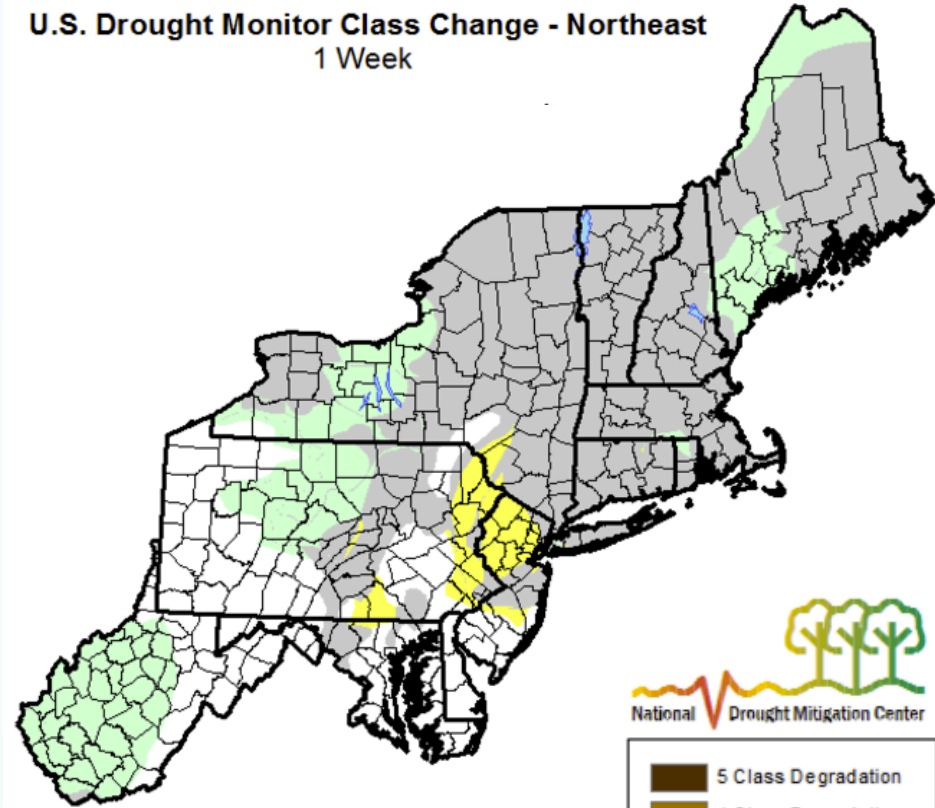 U.S. Drought Monitor Class Change - Northeast
1 Week
National Drought Mitigation Center
5 Class Degradation